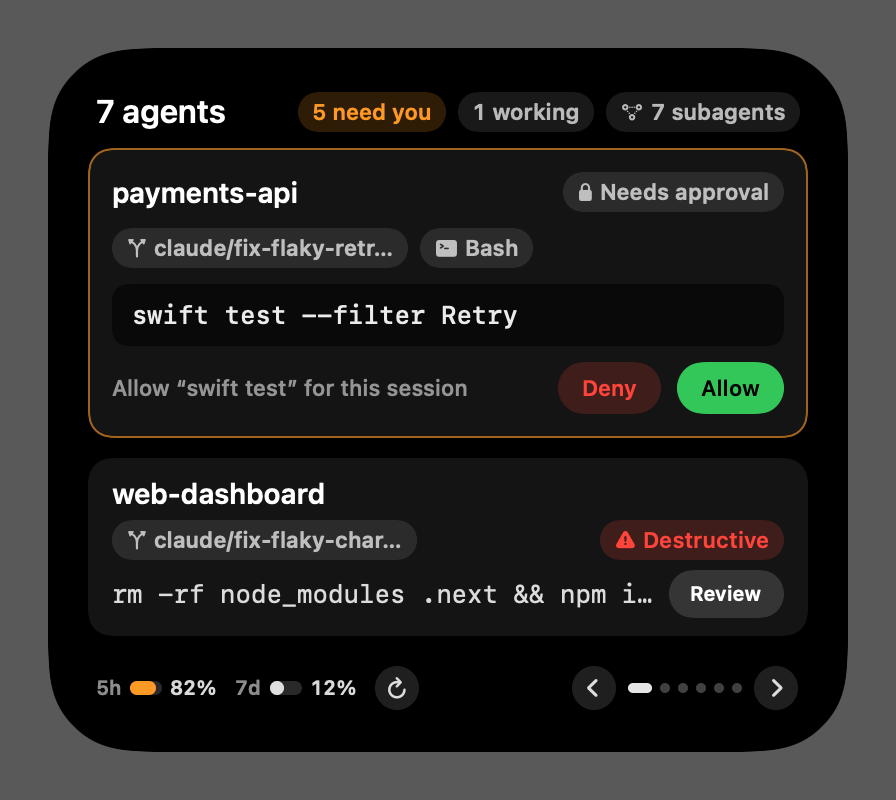 7 agents 5 need you 1 working 7 subagents
payments-api Needs approval
claude/fix-flaky-retr... Bash
swift test --filter Retry
Allow “swift test” for this session Deny Allow
web-dashboard
claude/fix-flaky-char... Destructive
rm -rf node_modules .next && npm i… Review
5h 82% 7d 12%